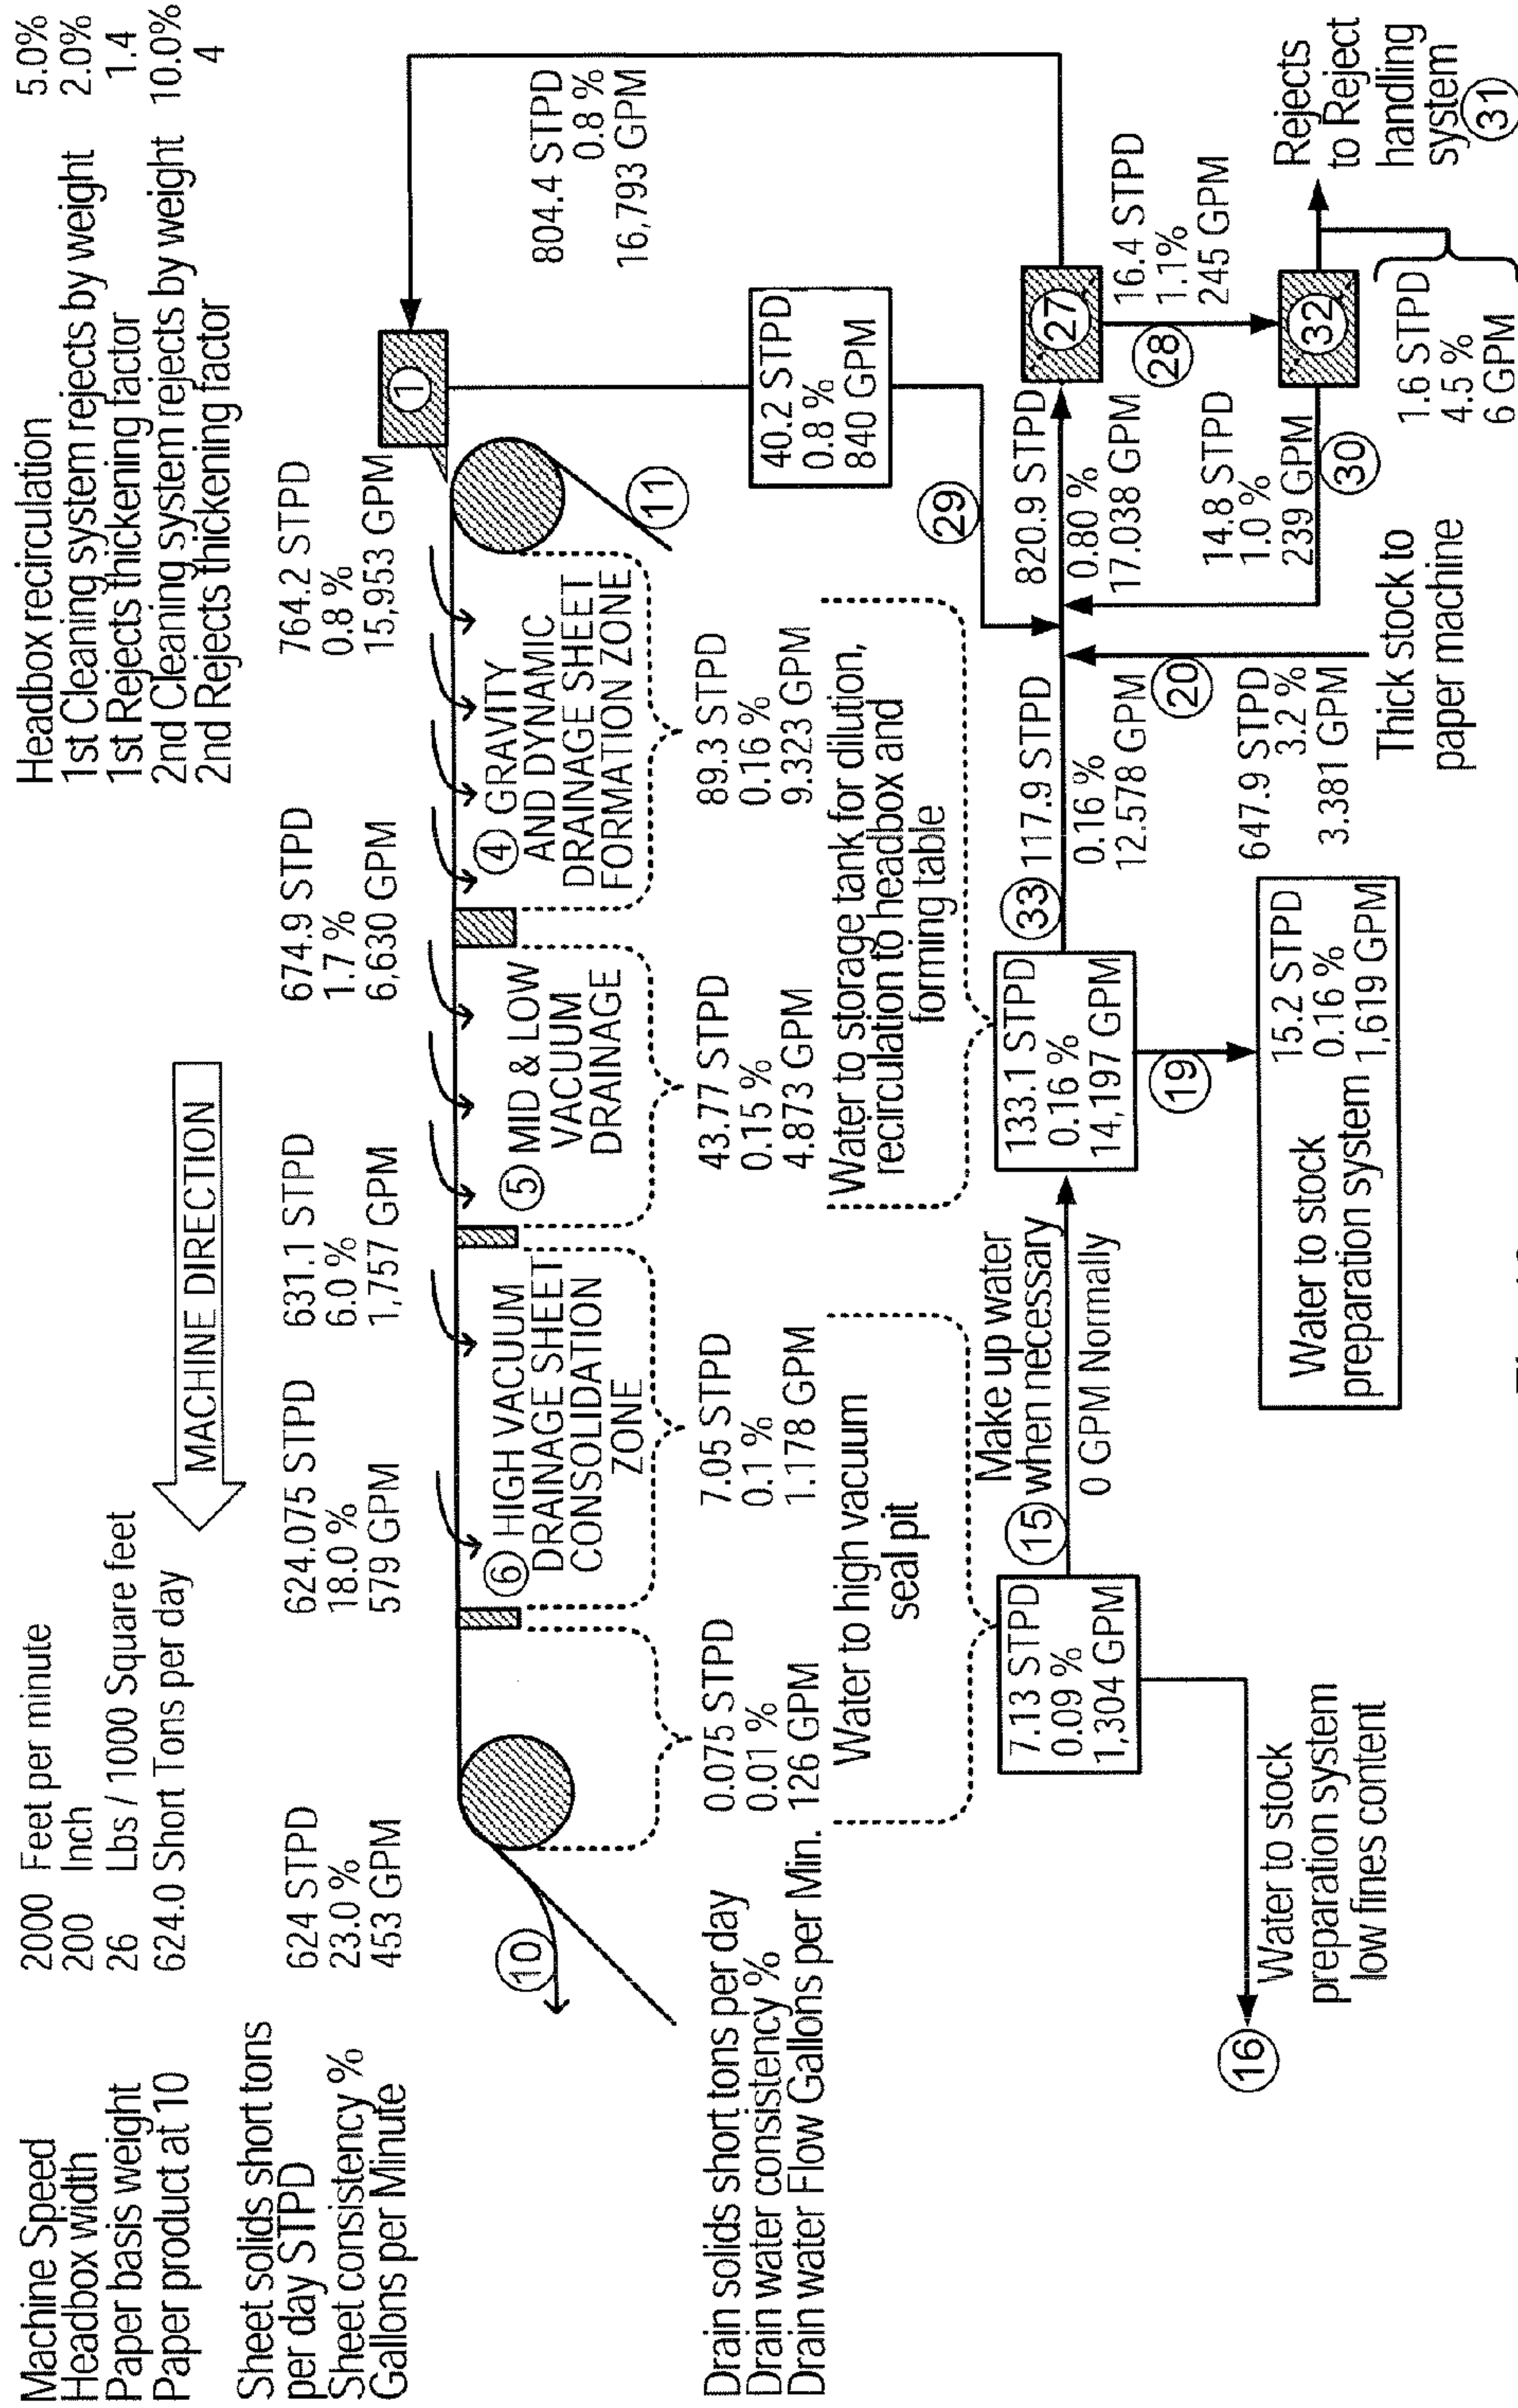 Machine Speed 2000 Feet per minute
Headbox width 200 Inch
Paper basis weight 26 Lbs / 1000 Square feet
Paper product at 10 624.0 Short Tons per day
MACHINE DIRECTION
Headbox recirculation 5.0%
1st Cleaning system rejects by weight 2.0%
1st Rejects thickening factor 1.4
2nd Cleaning system rejects by weight 10.0%
2nd Rejects thickening factor 4
Sheet solids short tons
per day STPD
Sheet consistency %
Gallons per Minute
624 STPD
23.0 %
453 GPM
624.075 STPD
18.0 %
579 GPM
631.1 STPD
6.0 %
1,757 GPM
674.9 STPD
1.7 %
6,630 GPM
764.2 STPD
0.8 %
15,953 GPM
1
804.4 STPD
0.8 %
16,793 GPM
10
6 HIGH VACUUM
DRAINAGE SHEET
CONSOLIDATION
ZONE
5 MID & LOW
VACUUM
DRAINAGE
4 GRAVITY
AND DYNAMIC
DRAINAGE SHEET
FORMATION ZONE
11
40.2 STPD
0.8 %
840 GPM
Drain solids short tons per day
Drain water consistency %
Drain water Flow Gallons per Min.
0.075 STPD
0.01 %
126 GPM
7.05 STPD
0.1 %
1.178 GPM
43.77 STPD
0.15 %
4.873 GPM
89.3 STPD
0.16 %
9.323 GPM
29
Water to high vacuum
seal pit
Water to storage tank for dilution,
recirculation to headbox and
forming table
7.13 STPD
0.09 %
1,304 GPM
Make up water
15 when necessary
0 GPM Normally
133.1 STPD
0.16 %
14,197 GPM
33 117.9 STPD
0.16 %
12.578 GPM
820.9 STPD
0.80 %
17.038 GPM
27
16.4 STPD
1.1%
245 GPM
28
19
20
647.9 STPD
3.2 %
3.381 GPM
Thick stock to
paper machine
14.8 STPD
1.0 %
239 GPM
30
32
Rejects
to Reject
handling
system
31
1.6 STPD
4.5 %
6 GPM
16
Water to stock
preparation system
low fines content
Water to stock
preparation system
15.2 STPD
0.16 %
1,619 GPM